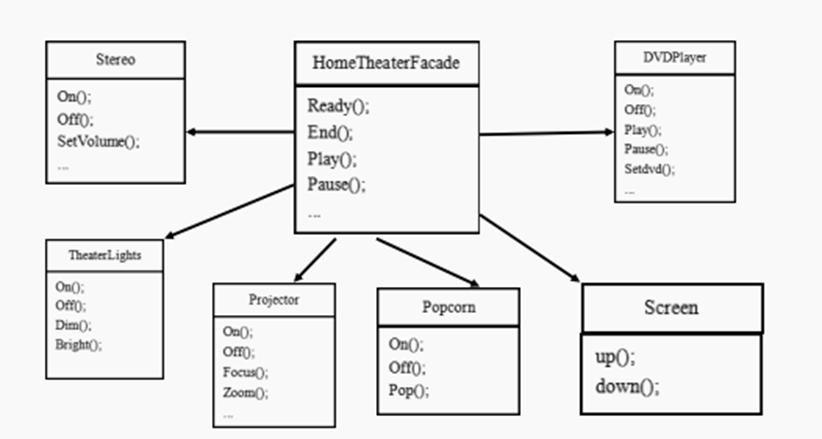 Stereo
On();
Off();
SetVolume();
...
HomeTheaterFacade
Ready();
End();
Play();
Pause();
...
DVDPlayer
On();
Off();
Play();
Pause();
Setdvd();
...
TheaterLights
On();
Off();
Dim();
Bright();
Projector
On();
Off();
Focus();
Zoom();
...
Popcorn
On();
Off();
Pop();
Screen
up();
down();